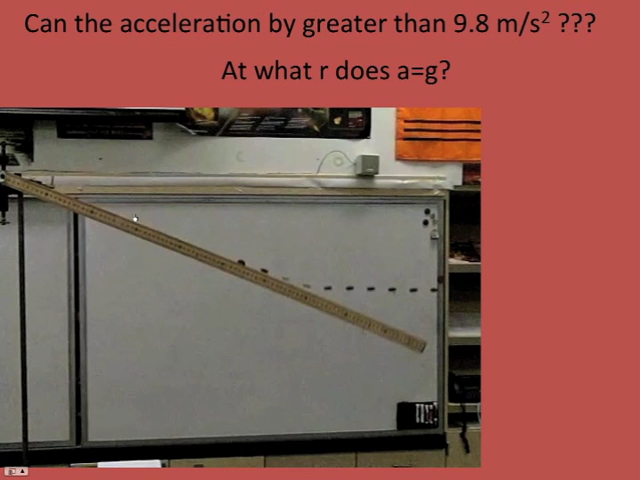 Can the acceleration by greater than 9.8 m/s² ???
At what r does a=g?